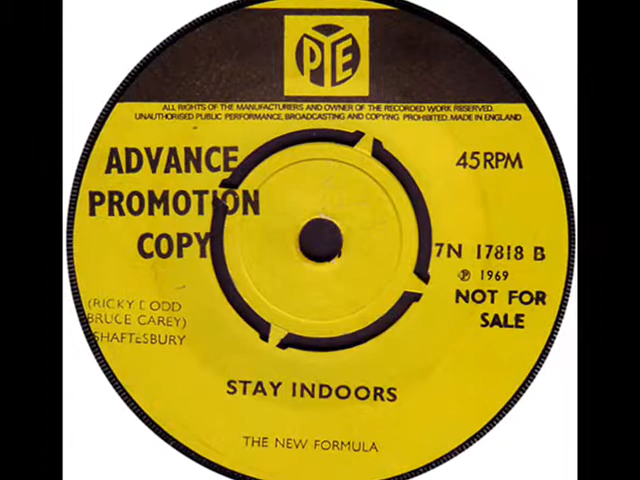 PYE
ALL RIGHTS OF THE MANUFACTURERS AND OWNER OF THE RECORDED WORK RESERVED.
UNAUTHORISED PUBLIC PERFORMANCE, BROADCASTING AND COPYING PROHIBITED. MADE IN ENGLAND
ADVANCE
PROMOTION
COPY
45 RPM
7N 17818 B
℗ 1969
NOT FOR
SALE
(RICKY DODD
BRUCE CAREY)
SHAFTESBURY
STAY INDOORS
THE NEW FORMULA